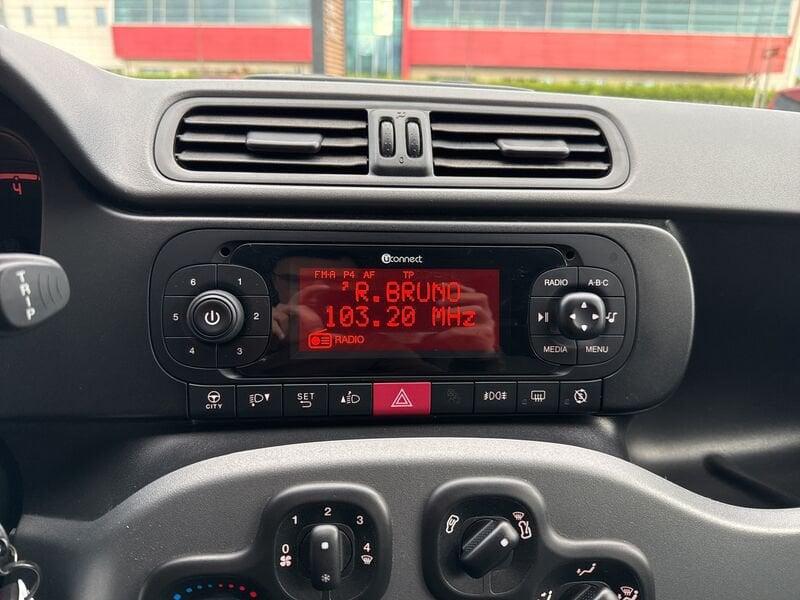 4
TRIP
uconnect
FM-A P4 AF TP
R.BRUNO
103.20 MHz
RADIO
6 1
5 2
4 3
RADIO A-B-C
MEDIA MENU
CITY
SET
0 1 2 3 4